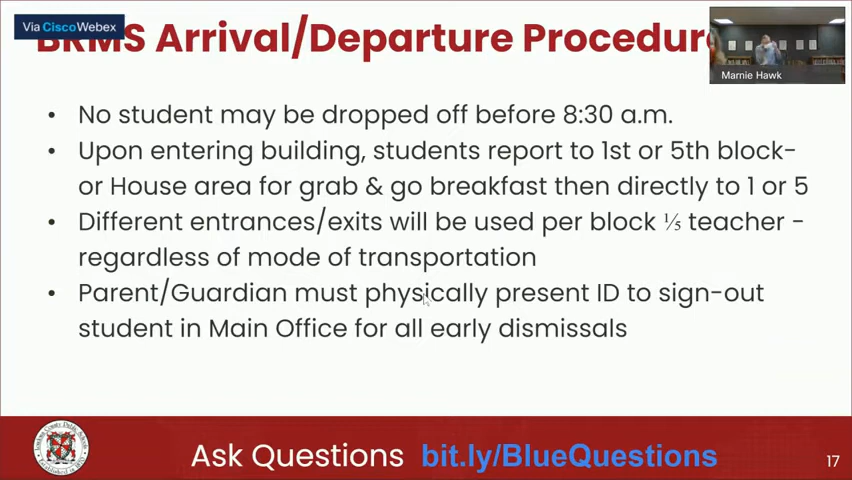 Via CiscoWebex
BRMS Arrival/Departure Procedur
Marnie Hawk
• No student may be dropped off before 8:30 a.m.
• Upon entering building, students report to 1st or 5th block-
or House area for grab & go breakfast then directly to 1 or 5
• Different entrances/exits will be used per block ⅕ teacher -
regardless of mode of transportation
• Parent/Guardian must physically present ID to sign-out
student in Main Office for all early dismissals
Ask Questions bit.ly/BlueQuestions
17